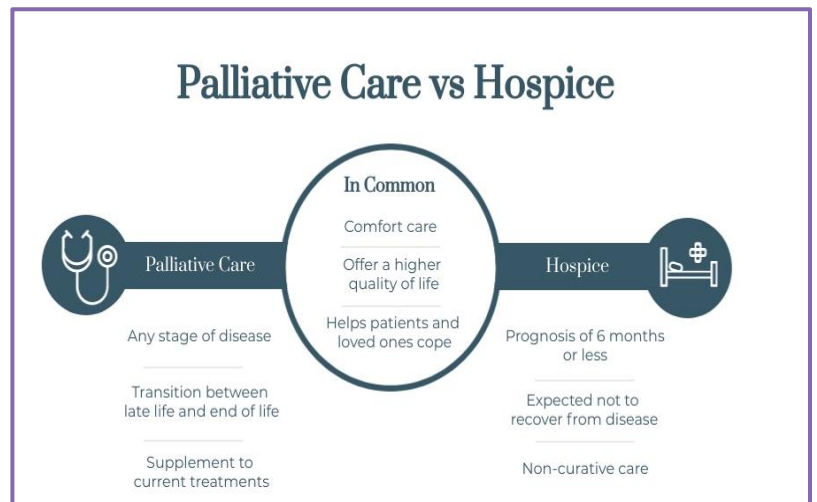 Palliative Care vs Hospice
In Common
Comfort care
Offer a higher
quality of life
Helps patients and
loved ones cope
Palliative Care
Any stage of disease
Transition between
late life and end of life
Supplement to
current treatments
Hospice
Prognosis of 6 months
or less
Expected not to
recover from disease
Non-curative care